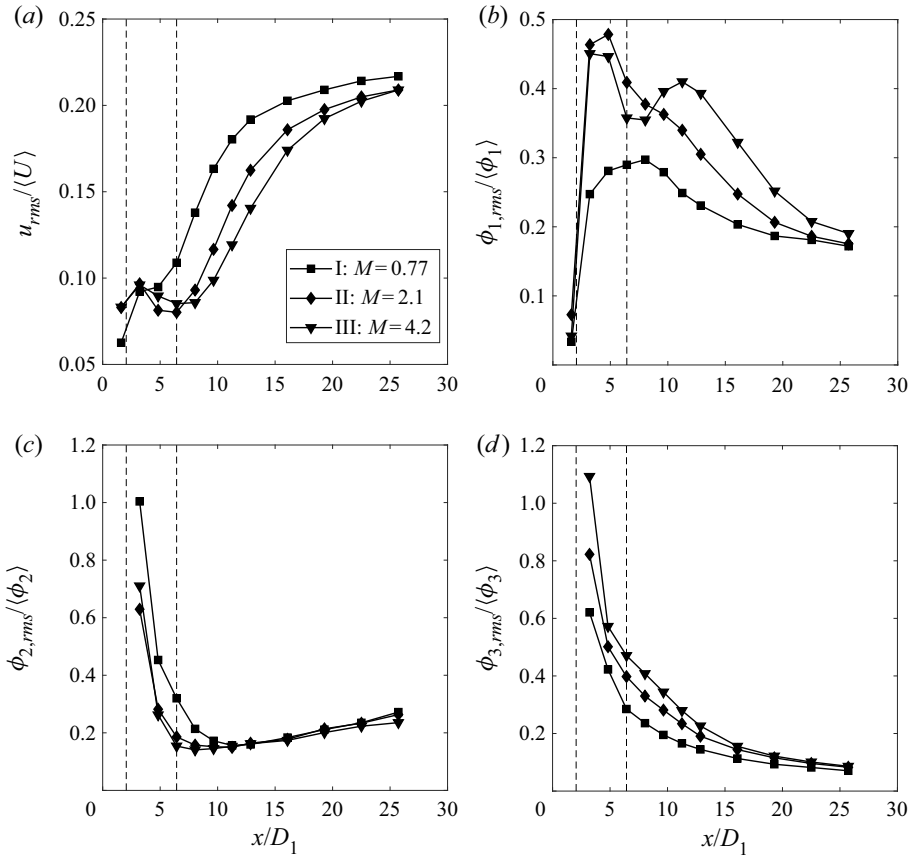 (a)
0.25
0.20
0.15
0.10
0.05
u_rms/⟨U⟩
I: M = 0.77
II: M = 2.1
III: M = 4.2
0 5 10 15 20 25 30
(b)
0.5
0.4
0.3
0.2
0.1
ϕ_1,rms/⟨ϕ_1⟩
0 5 10 15 20 25 30
(c)
1.2
1.0
0.8
0.6
0.4
0.2
ϕ_2,rms/⟨ϕ_2⟩
0 5 10 15 20 25 30
x/D_1
(d)
1.2
1.0
0.8
0.6
0.4
0.2
ϕ_3,rms/⟨ϕ_3⟩
0 5 10 15 20 25 30
x/D_1